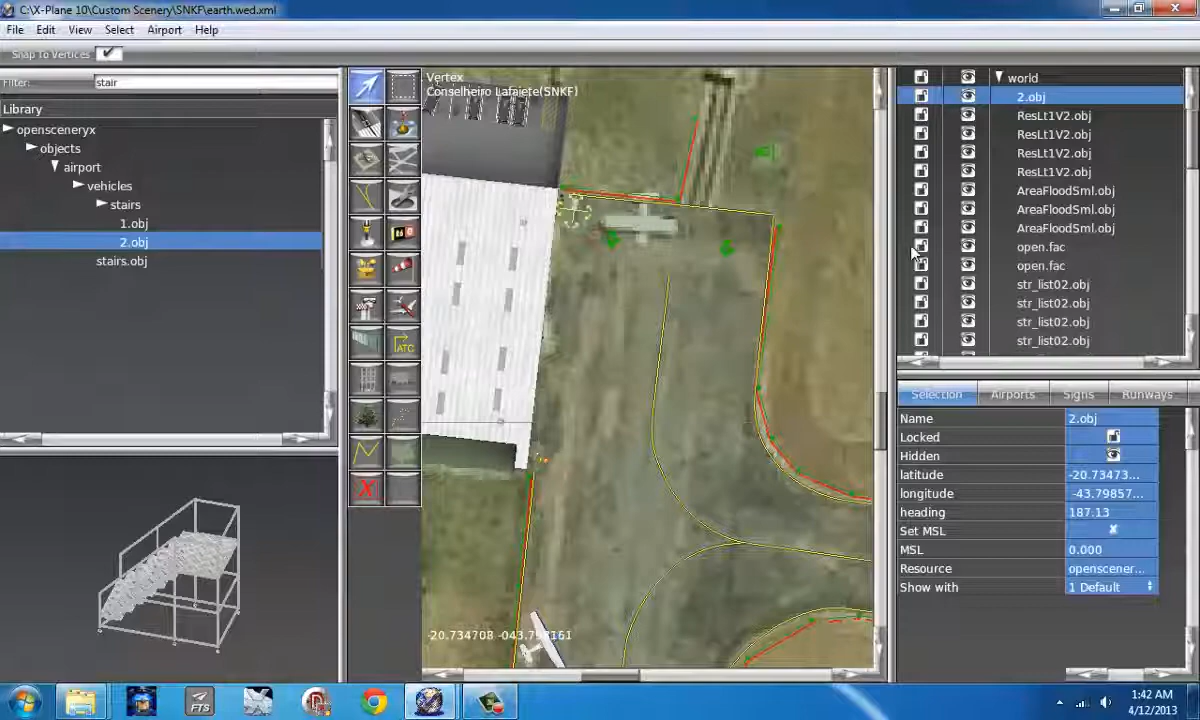 C:\X-Plane 10\Custom Scenery\SNKF\earth.wed.xml
File Edit View Select Airport Help
Snap To Vertices
Filter: stair
Library
opensceneryx
objects
airport
vehicles
stairs
1.obj
2.obj
stairs.obj
Vertex
Conselheiro Lafaiete(SNKF)
ATC
world
2.obj
ResLt1V2.obj
ResLt1V2.obj
ResLt1V2.obj
ResLt1V2.obj
AreaFloodSml.obj
AreaFloodSml.obj
AreaFloodSml.obj
open.fac
open.fac
str_list02.obj
str_list02.obj
str_list02.obj
str_list02.obj
Selection Airports Signs Runways
Name 2.obj
Locked
Hidden
latitude -20.73473...
longitude -43.79857...
heading 187.13
Set MSL
MSL 0.000
Resource openscener...
Show with 1 Default
FTS
1:42 AM
4/12/2013